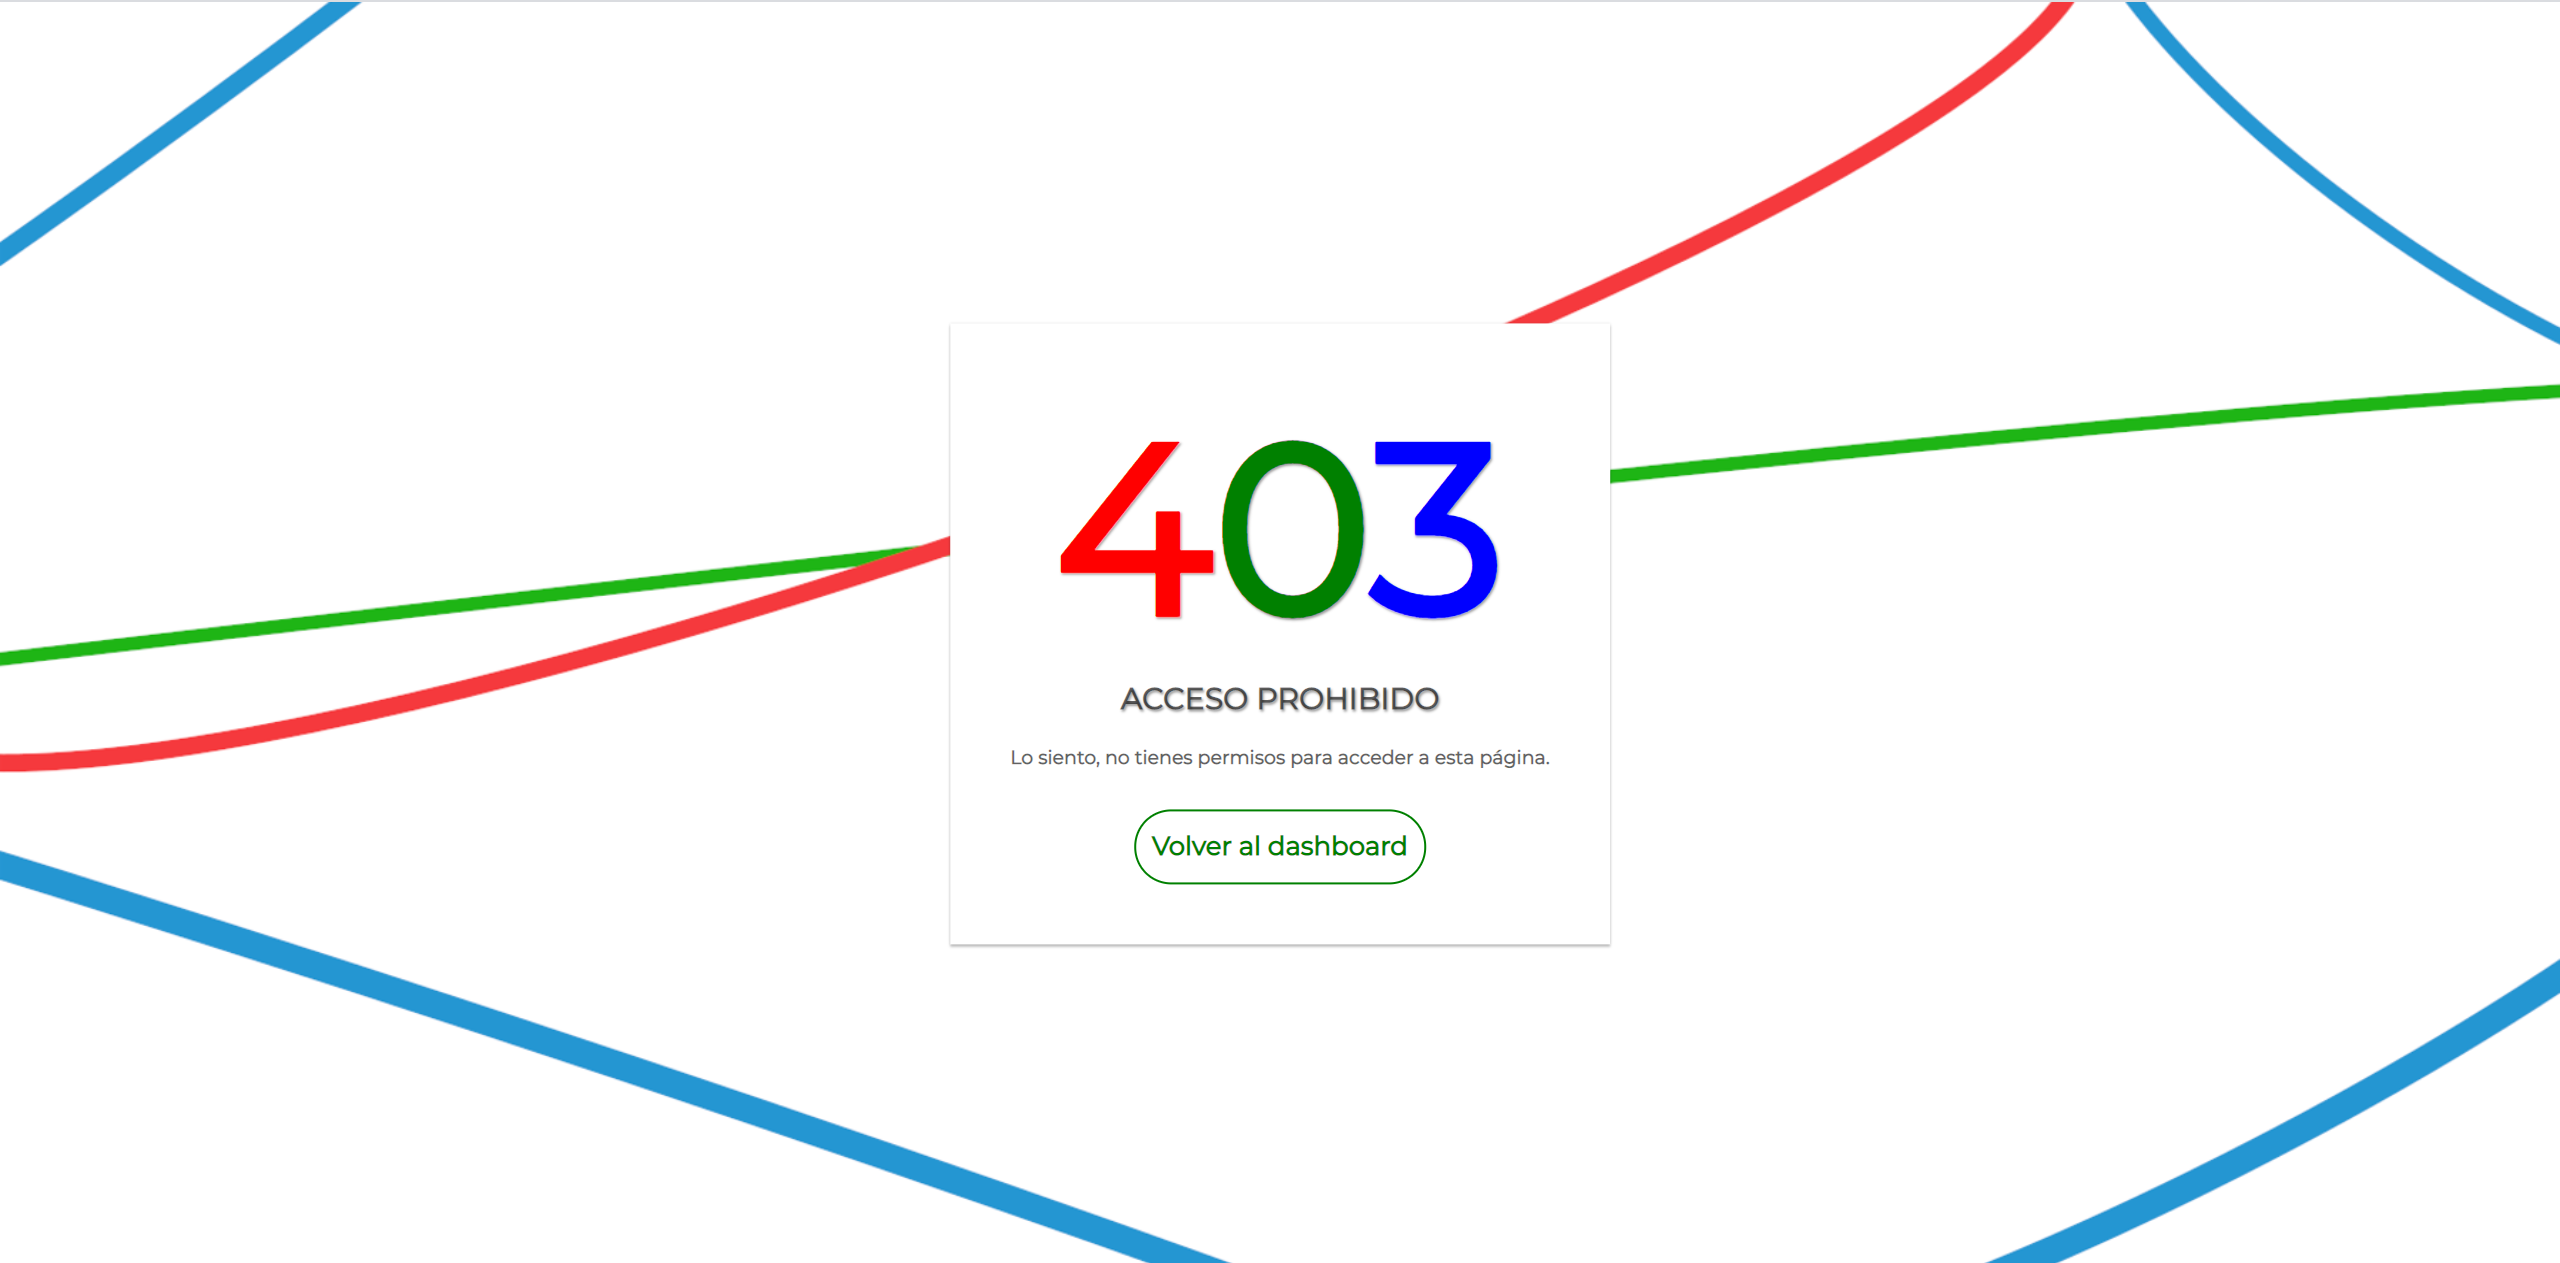 403
ACCESO PROHIBIDO
Lo siento, no tienes permisos para acceder a esta página.
Volver al dashboard